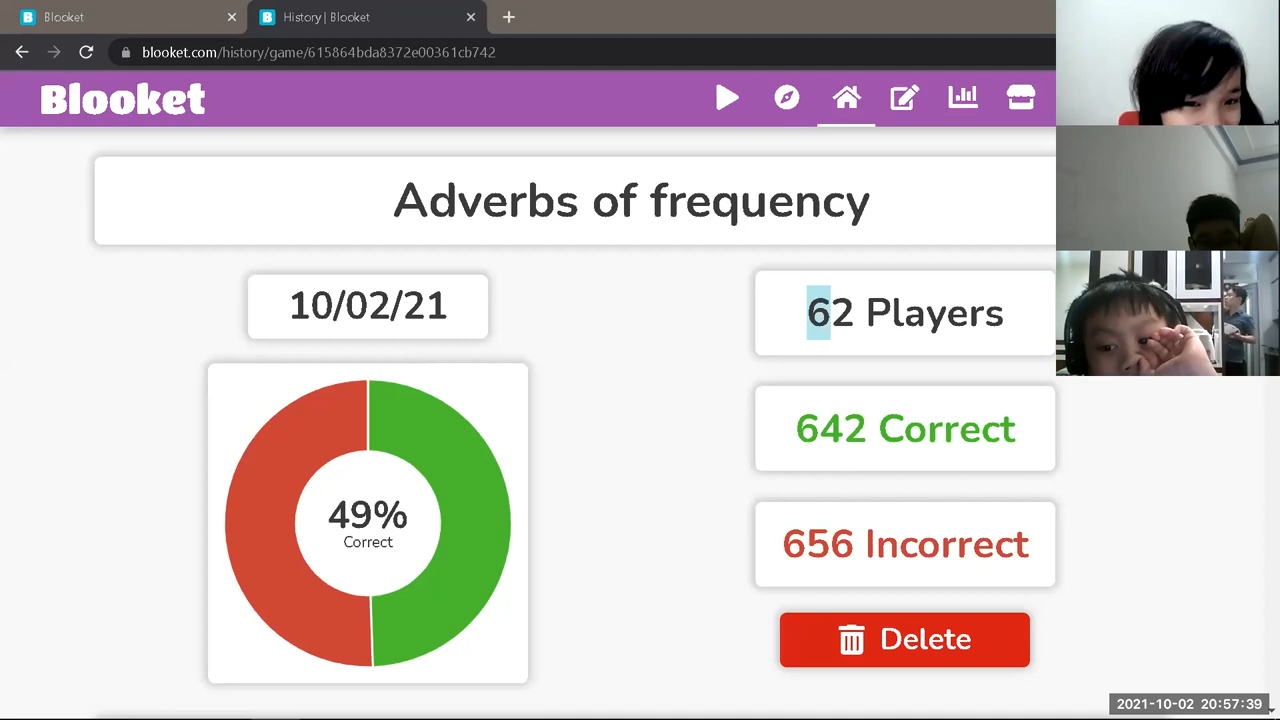 Blooket
History | Blooket
blooket.com/history/game/615864bda8372e00361cb742
Blooket
Adverbs of frequency
10/02/21
62 Players
642 Correct
49%
Correct
656 Incorrect
Delete
2021-10-02 20:57:39